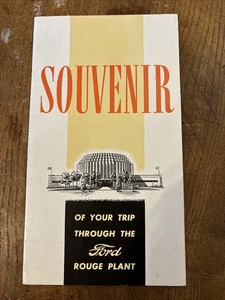 SOUVENIR
OF YOUR TRIP
THROUGH THE
Ford
ROUGE PLANT